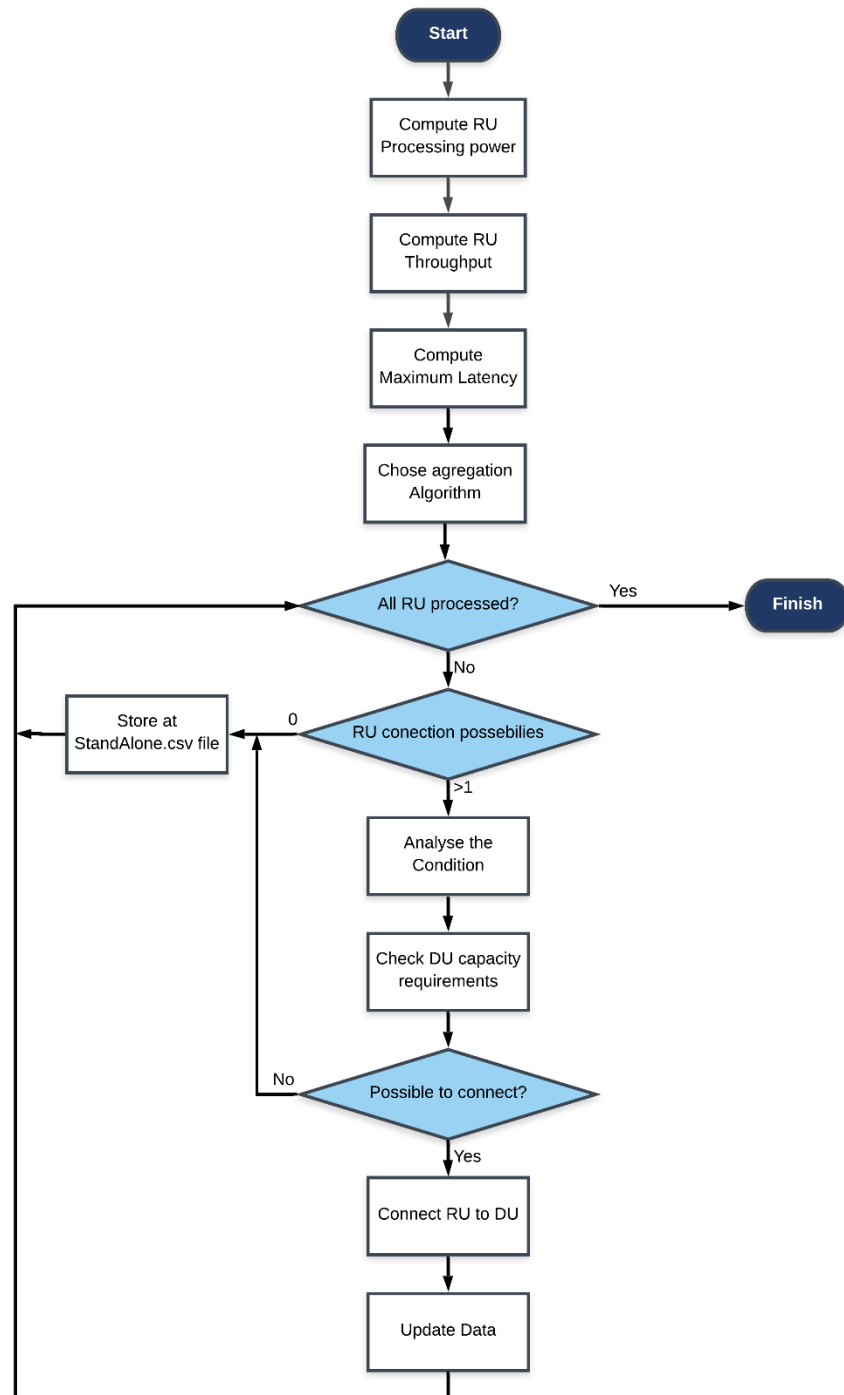 Start
Compute RU
Processing power
Compute RU
Throughput
Compute
Maximum Latency
Chose agregation
Algorithm
All RU processed?
Yes
Finish
No
RU conection possebilies
0
Store at
StandAlone.csv file
>1
Analyse the
Condition
Check DU capacity
requirements
Possible to connect?
No
Yes
Connect RU to DU
Update Data